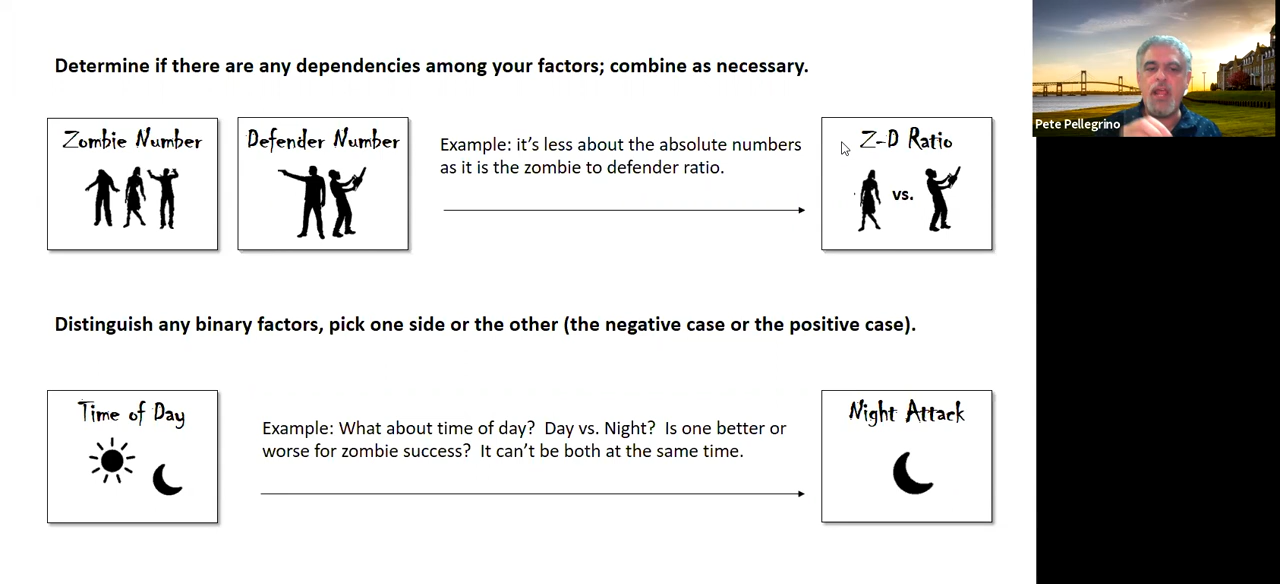 Determine if there are any dependencies among your factors; combine as necessary.
Zombie Number
Defender Number
Example: it's less about the absolute numbers
as it is the zombie to defender ratio.
Z-D Ratio
vs.
Pete Pellegrino
Distinguish any binary factors, pick one side or the other (the negative case or the positive case).
Time of Day
Example: What about time of day?  Day vs. Night?  Is one better or
worse for zombie success?  It can't be both at the same time.
Night Attack